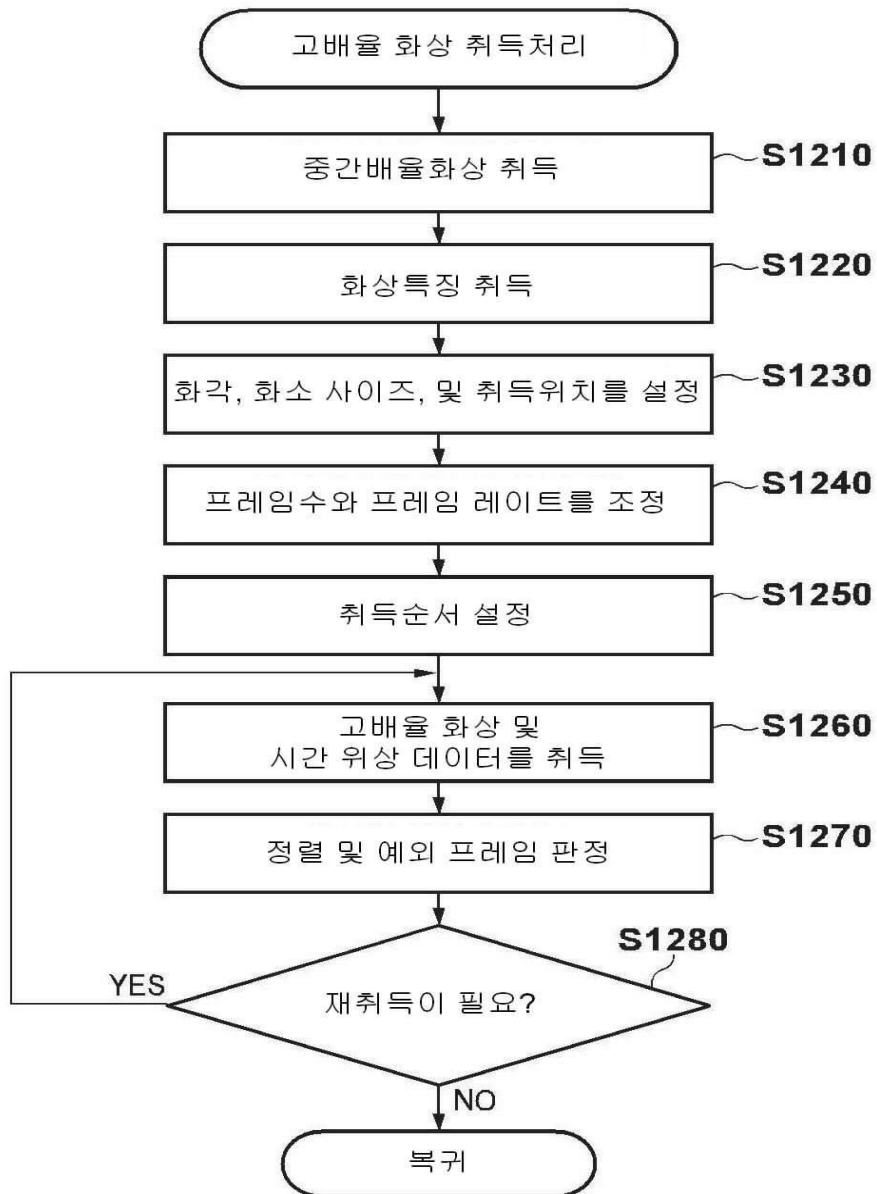 고배율 화상 취득처리
중간배율화상 취득
S1210
화상특징 취득
S1220
화각, 화소 사이즈, 및 취득위치를 설정
S1230
프레임수와 프레임 레이트를 조정
S1240
취득순서 설정
S1250
고배율 화상 및
시간 위상 데이터를 취득
S1260
정렬 및 예외 프레임 판정
S1270
S1280
YES
재취득이 필요?
NO
복귀